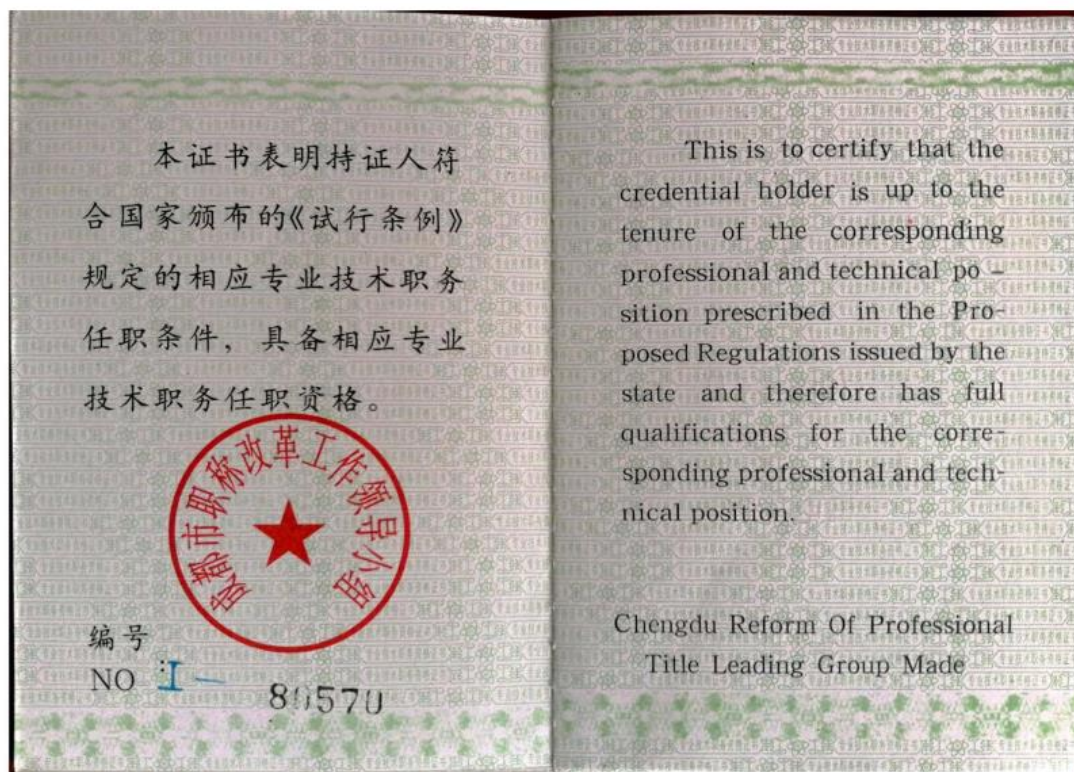 本证书表明持证人符
合国家颁布的《试行条例》
规定的相应专业技术职务
任职条件，具备相应专业
技术职务任职资格。
成都市职称改革工作领导小组
编号
NO : I — 80570
This is to certify that the
credential holder is up to the
tenure of the corresponding
professional and technical po –
sition prescribed in the Pro-
posed Regulations issued by the
state and therefore has full
qualifications for the corre-
sponding professional and tech-
nical position.
Chengdu Reform Of Professional
Title Leading Group Made